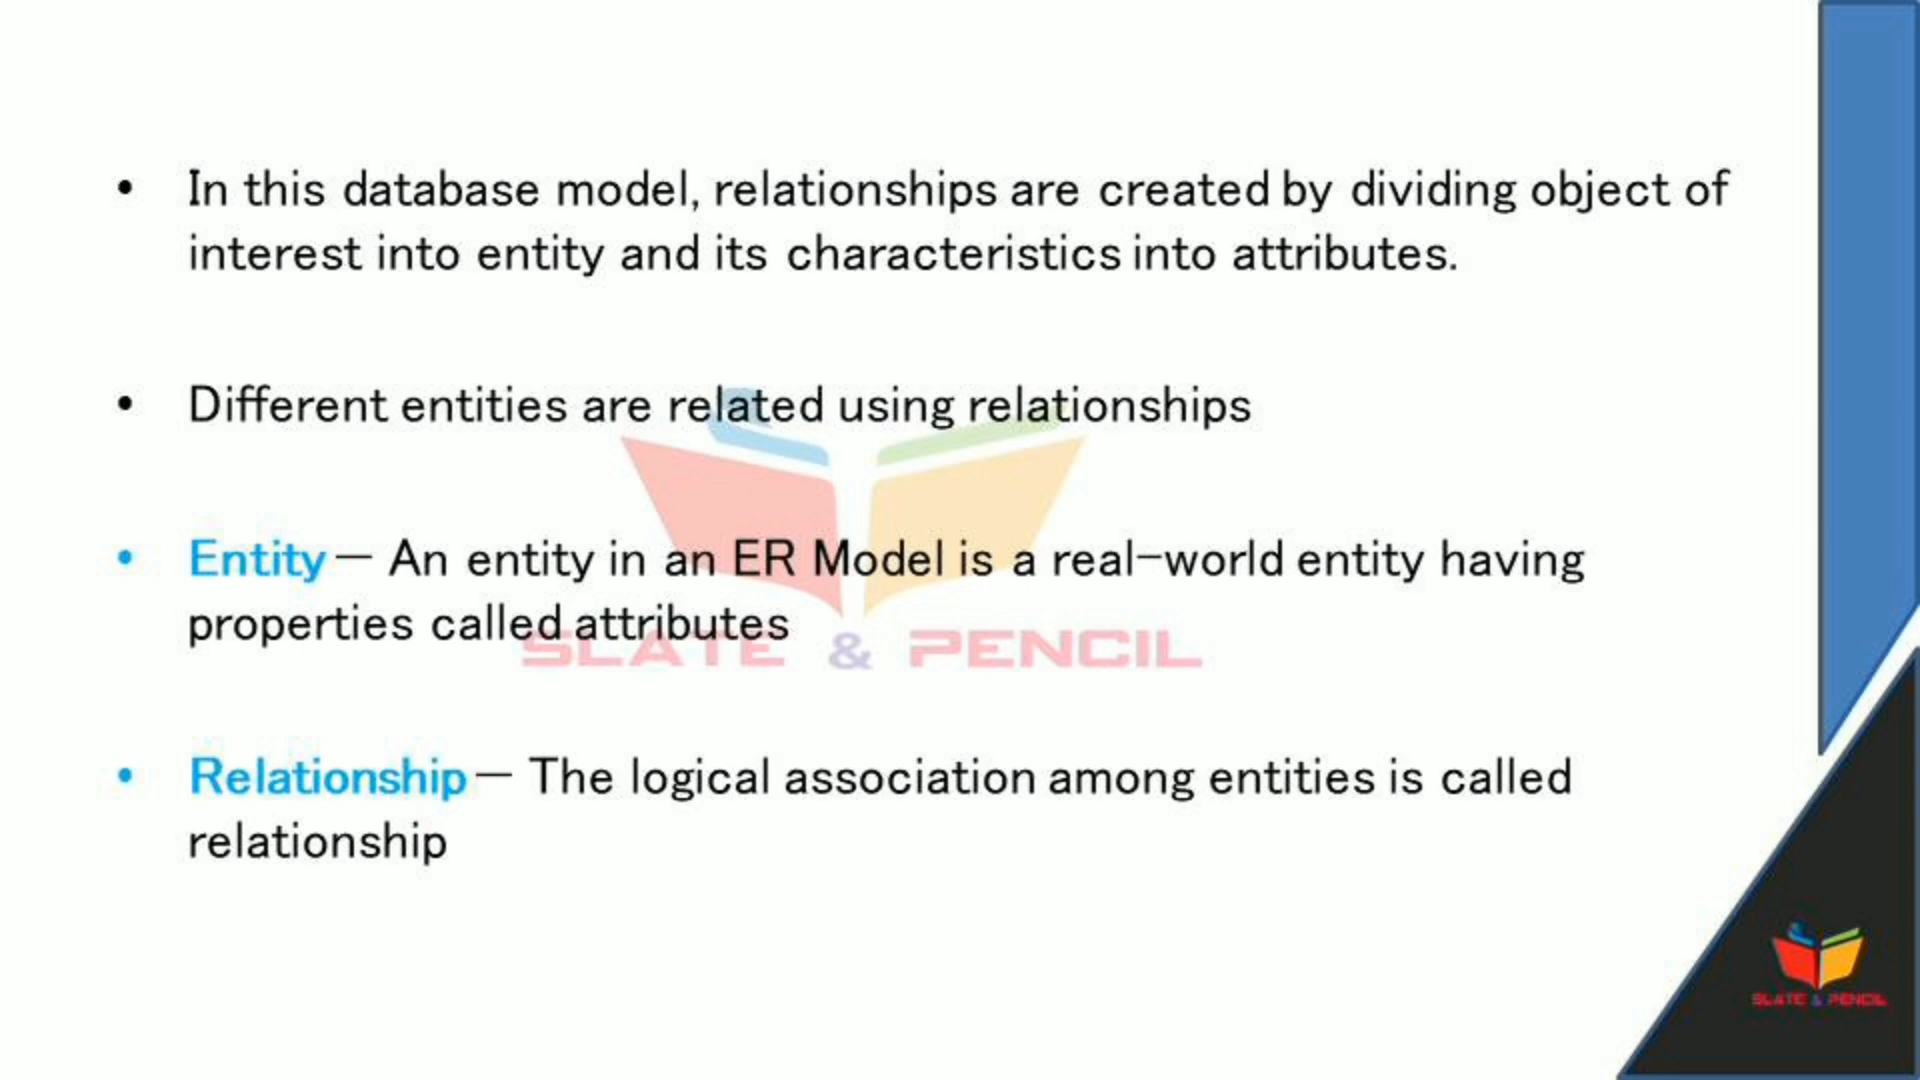 • In this database model, relationships are created by dividing object of
interest into entity and its characteristics into attributes.
• Different entities are related using relationships
• Entity – An entity in an ER Model is a real-world entity having
properties called attributes
SLATE & PENCIL
• Relationship – The logical association among entities is called
relationship
SLATE & PENCIL